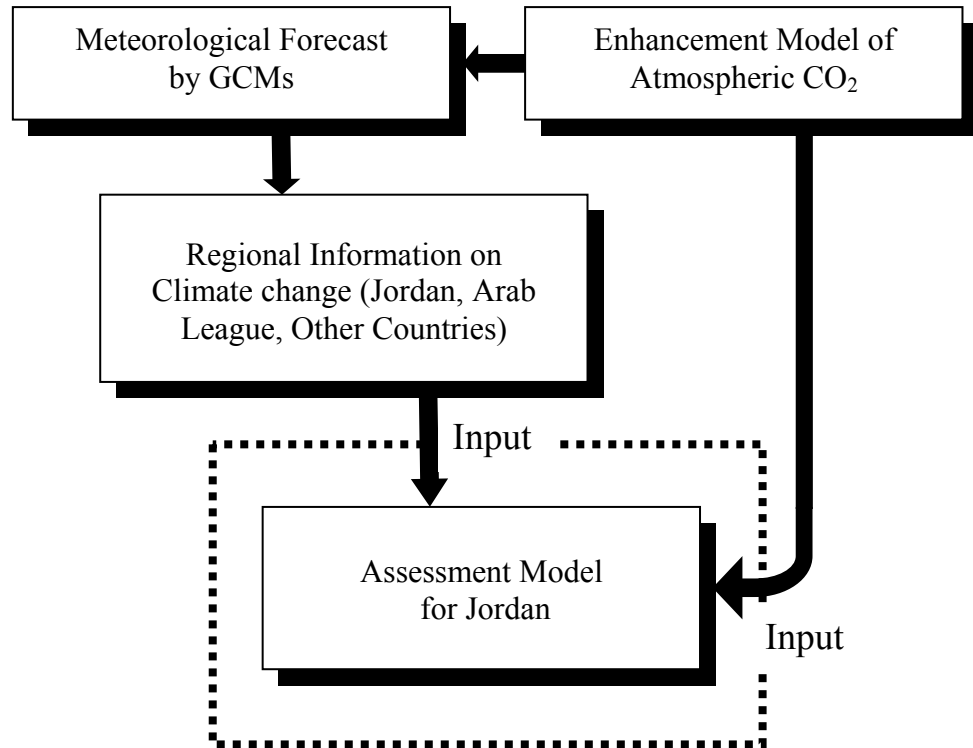 Meteorological Forecast
by GCMs
Enhancement Model of
Atmospheric CO₂
Regional Information on
Climate change (Jordan, Arab
League, Other Countries)
Input
Assessment Model
for Jordan
Input